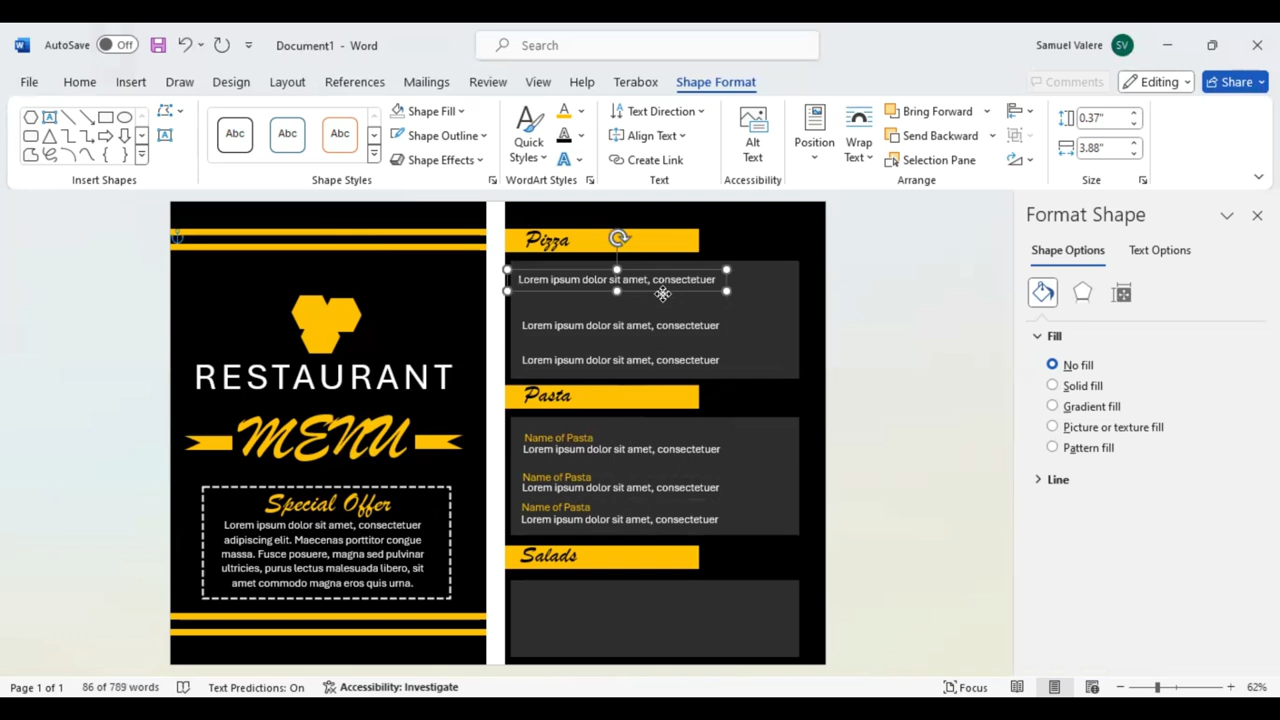 AutoSave
Off
Document1 - Word
Search
Samuel Valere
SV
File
Home
Insert
Draw
Design
Layout
References
Mailings
Review
View
Help
Terabox
Shape Format
Comments
Editing
Share
Abc
Abc
Abc
Shape Fill
Shape Outline
Shape Effects
Quick
Styles
A
A
A
Text Direction
Align Text
Create Link
Alt
Text
Position
Wrap
Text
Bring Forward
Send Backward
Selection Pane
0.37"
3.88"
Insert Shapes
Shape Styles
WordArt Styles
Text
Accessibility
Arrange
Size
RESTAURANT
MENU
Special Offer
Lorem ipsum dolor sit amet, consectetuer
adipiscing elit. Maecenas porttitor congue
massa. Fusce posuere, magna sed pulvinar
ultricies, purus lectus malesuada libero, sit
amet commodo magna eros quis urna.
Pizza
Lorem ipsum dolor sit amet, consectetuer
Lorem ipsum dolor sit amet, consectetuer
Lorem ipsum dolor sit amet, consectetuer
Pasta
Name of Pasta
Lorem ipsum dolor sit amet, consectetuer
Name of Pasta
Lorem ipsum dolor sit amet, consectetuer
Name of Pasta
Lorem ipsum dolor sit amet, consectetuer
Salads
Format Shape
Shape Options
Text Options
Fill
No fill
Solid fill
Gradient fill
Picture or texture fill
Pattern fill
Line
Page 1 of 1
86 of 789 words
Text Predictions: On
Accessibility: Investigate
Focus
62%